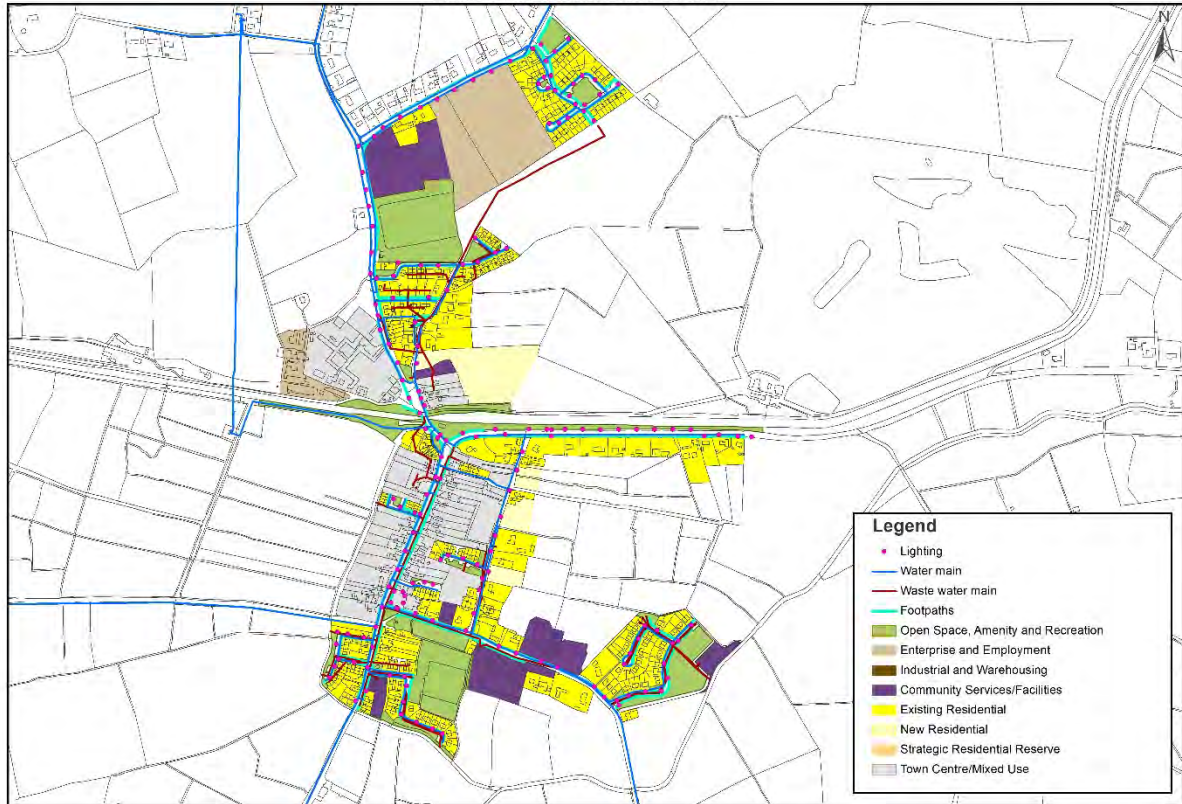 N
Legend
Lighting
Water main
Waste water main
Footpaths
Open Space, Amenity and Recreation
Enterprise and Employment
Industrial and Warehousing
Community Services/Facilities
Existing Residential
New Residential
Strategic Residential Reserve
Town Centre/Mixed Use